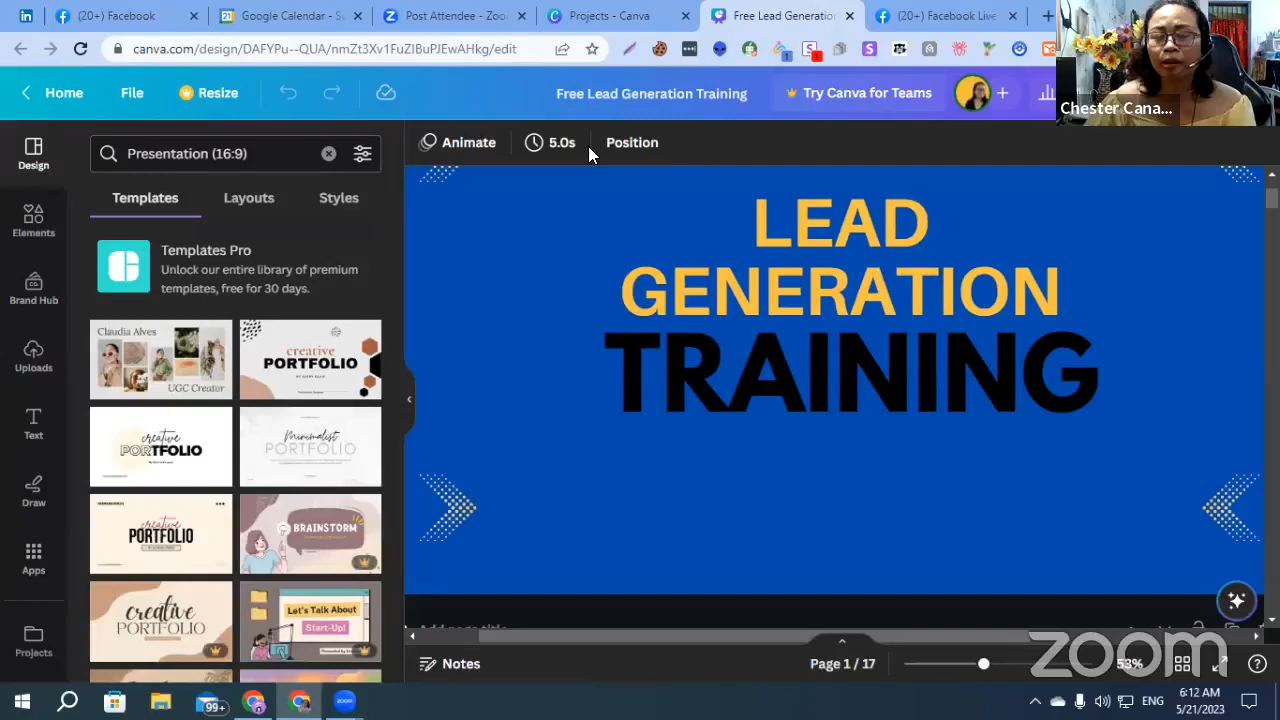 (20+) Facebook
Google Calendar - S
Post Attendee - Zoo
Projects - Canva
Free Lead Generatio
(20+) Facebook Live
canva.com/design/DAFYPu--QUA/nmZt3Xv1FuZIBuPJEwAHkg/edit
Home
File
Resize
Free Lead Generation Training
Try Canva for Teams
Chester Cana...
Design
Elements
Brand Hub
Uploads
Text
Draw
Apps
Projects
Presentation (16:9)
Templates
Layouts
Styles
Templates Pro
Unlock our entire library of premium
templates, free for 30 days.
Claudia Alves
UGC Creator
creative
PORTFOLIO
creative
PORTFOLIO
Minimalist
PORTFOLIO
creative
PORTFOLIO
BRAINSTORM
creative
PORTFOLIO
Let's Talk About
Start-Up!
Animate
5.0s
Position
LEAD
GENERATION
TRAINING
Notes
Page 1 / 17
53%
zoom
99+
zoom
ENG
6:12 AM
5/21/2023